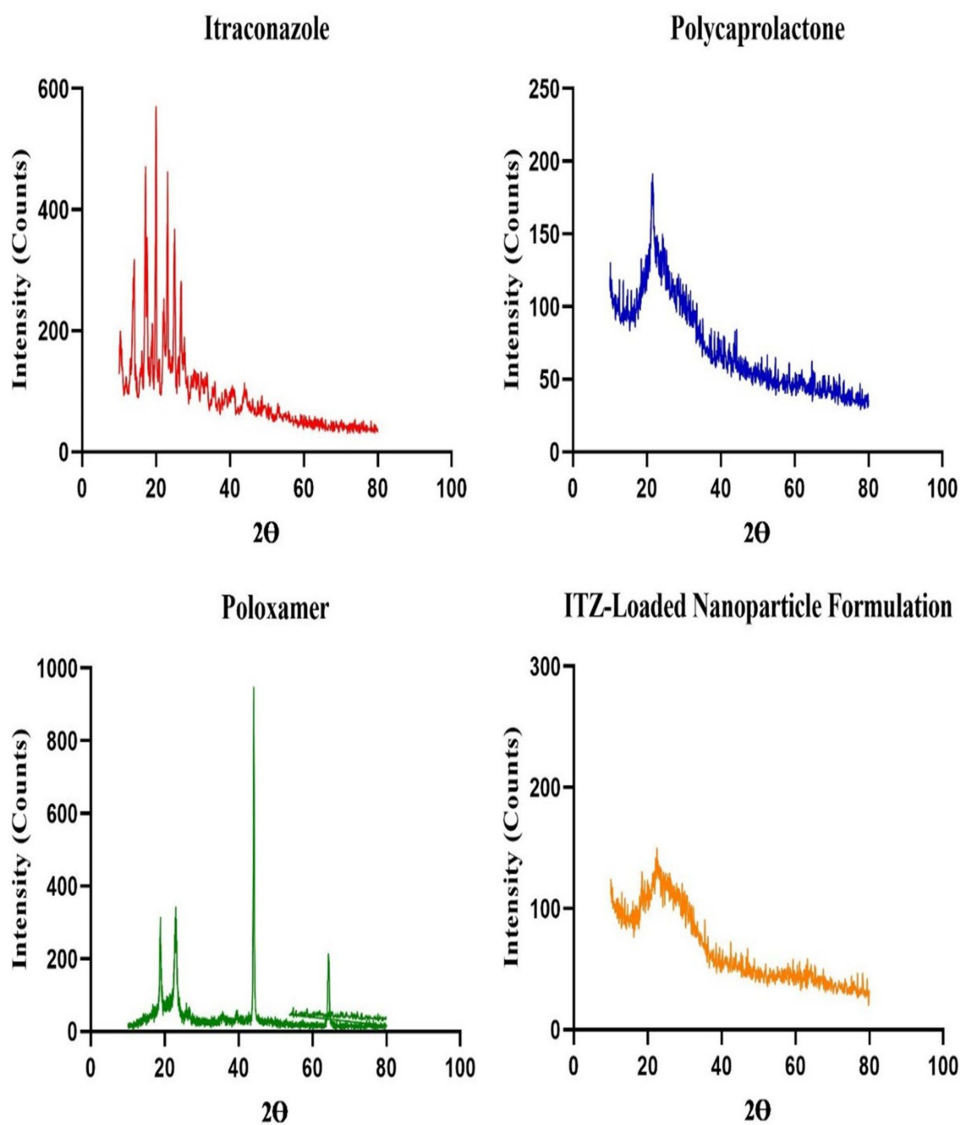 Itraconazole
Intensity (Counts)
600
400
200
0
0 20 40 60 80 100
2Θ
Polycaprolactone
Intensity (Counts)
250
200
150
100
50
0
0 20 40 60 80 100
2Θ
Poloxamer
Intensity (Counts)
1000
800
600
400
200
0
0 20 40 60 80 100
2Θ
ITZ-Loaded Nanoparticle Formulation
Intensity (Counts)
300
200
100
0
0 20 40 60 80 100
2Θ